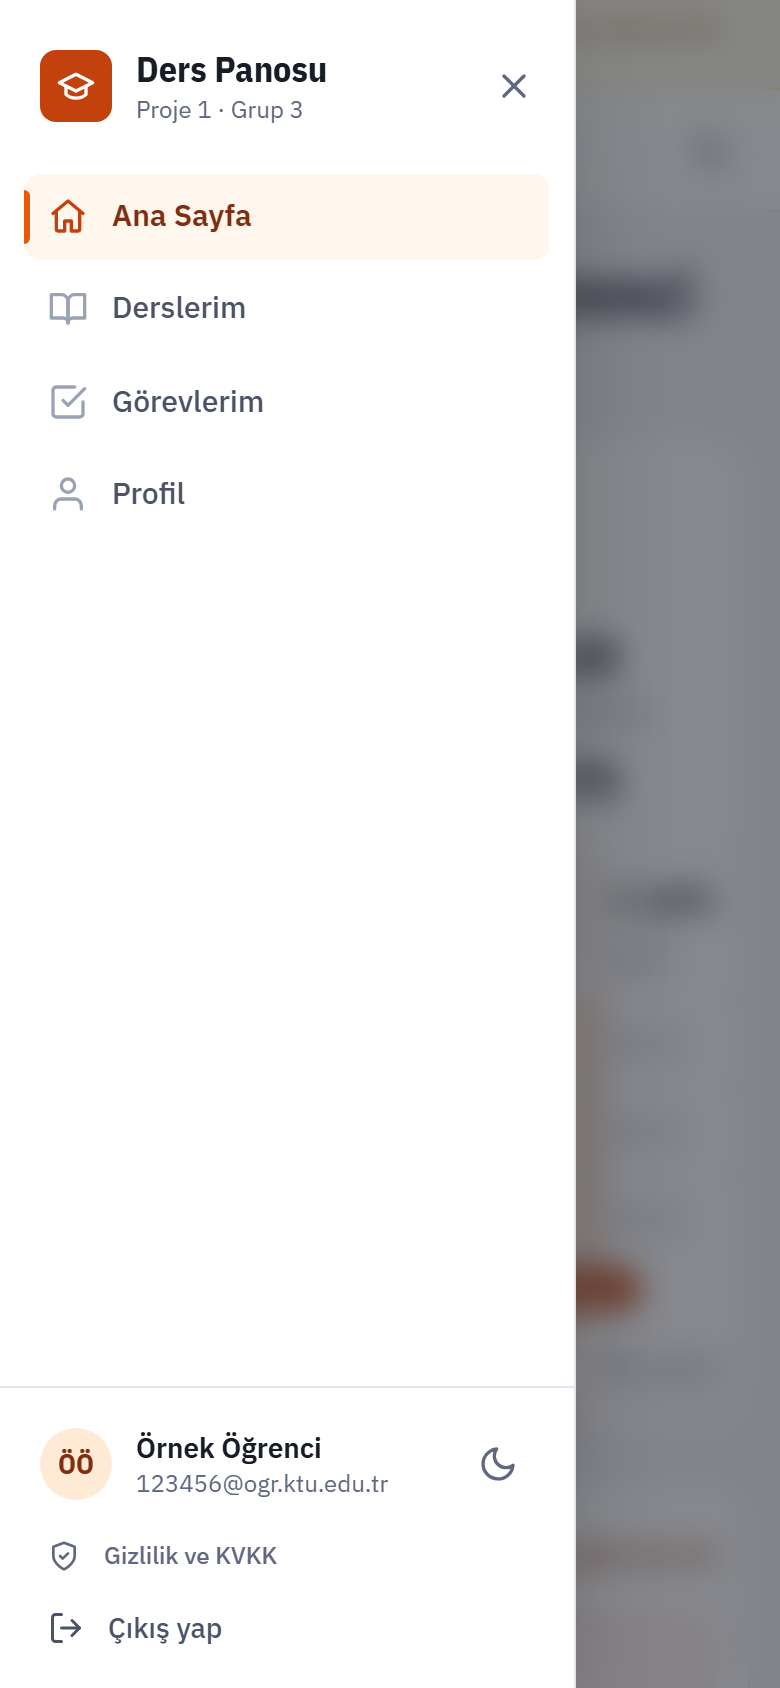 Ders Panosu
Proje 1 · Grup 3
Ana Sayfa
Derslerim
Görevlerim
Profil
ÖÖ
Örnek Öğrenci
123456@ogr.ktu.edu.tr
Gizlilik ve KVKK
Çıkış yap